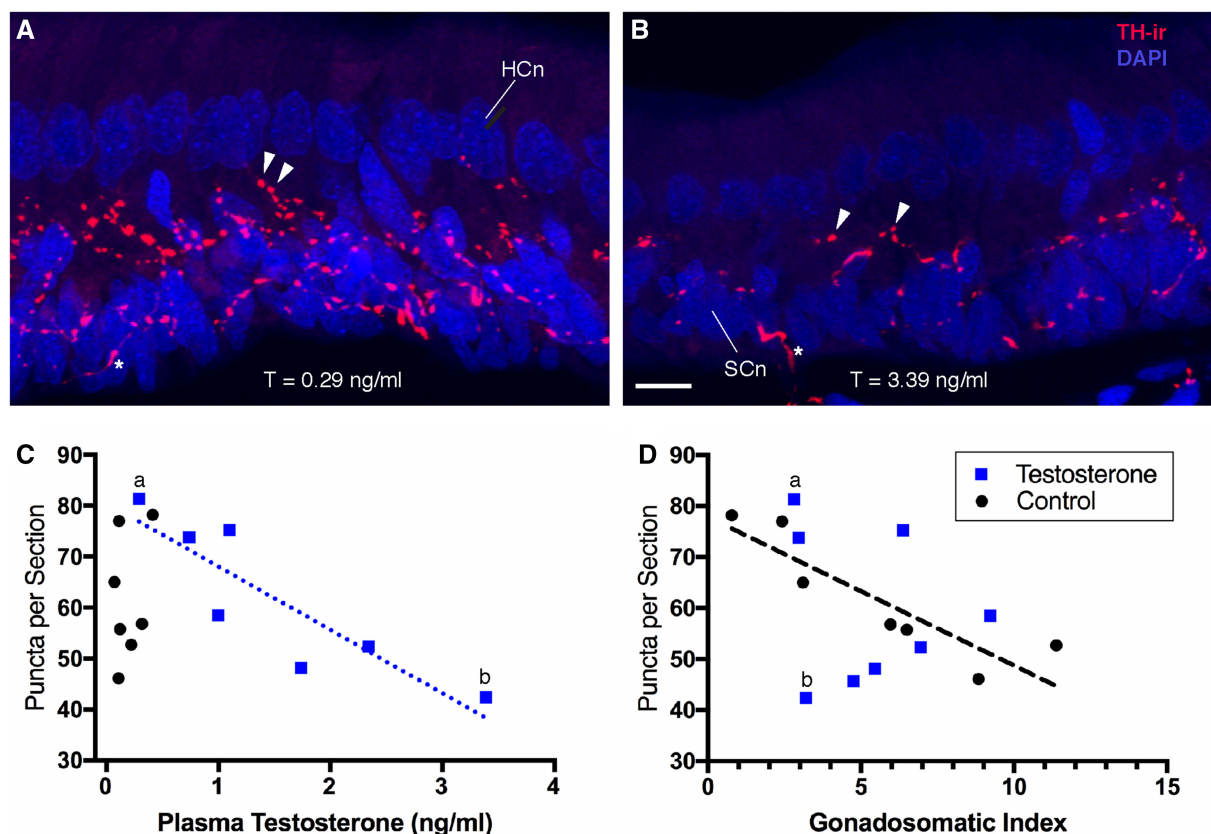 A
HCn
*
T = 0.29 ng/ml
B
TH-ir
DAPI
SCn
*
T = 3.39 ng/ml
C
90
80
70
60
50
40
30
Puncta per Section
a
b
0
1
2
3
4
Plasma Testosterone (ng/ml)
D
90
80
70
60
50
40
30
Puncta per Section
a
b
Testosterone
Control
0
5
10
15
Gonadosomatic Index